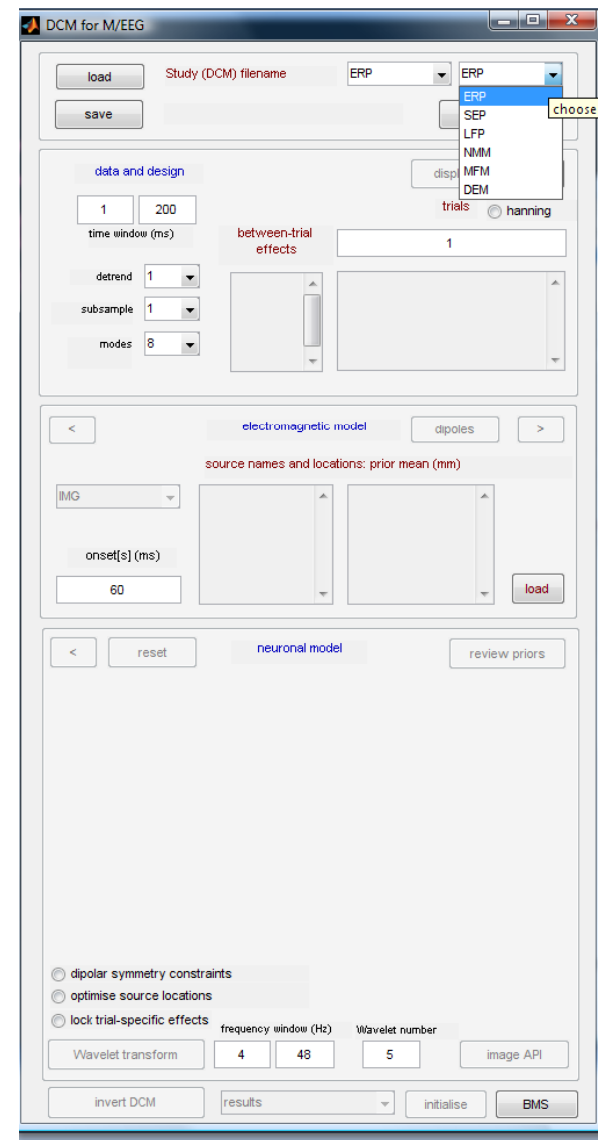 DCM for M/EEG
load Study (DCM) filename ERP ERP
save
ERP
SEP
LFP
NMM
MFM
DEM
choose
data and design disp
1 200 trials hanning
time window (ms) between-trial effects 1
detrend 1
subsample 1
modes 8
< electromagnetic model dipoles >
source names and locations: prior mean (mm)
IMG
onset[s] (ms)
60 load
< reset neuronal model review priors
dipolar symmetry constraints
optimise source locations
lock trial-specific effects
frequency window (Hz) Wavelet number
Wavelet transform 4 48 5 image API
invert DCM results initialise BMS